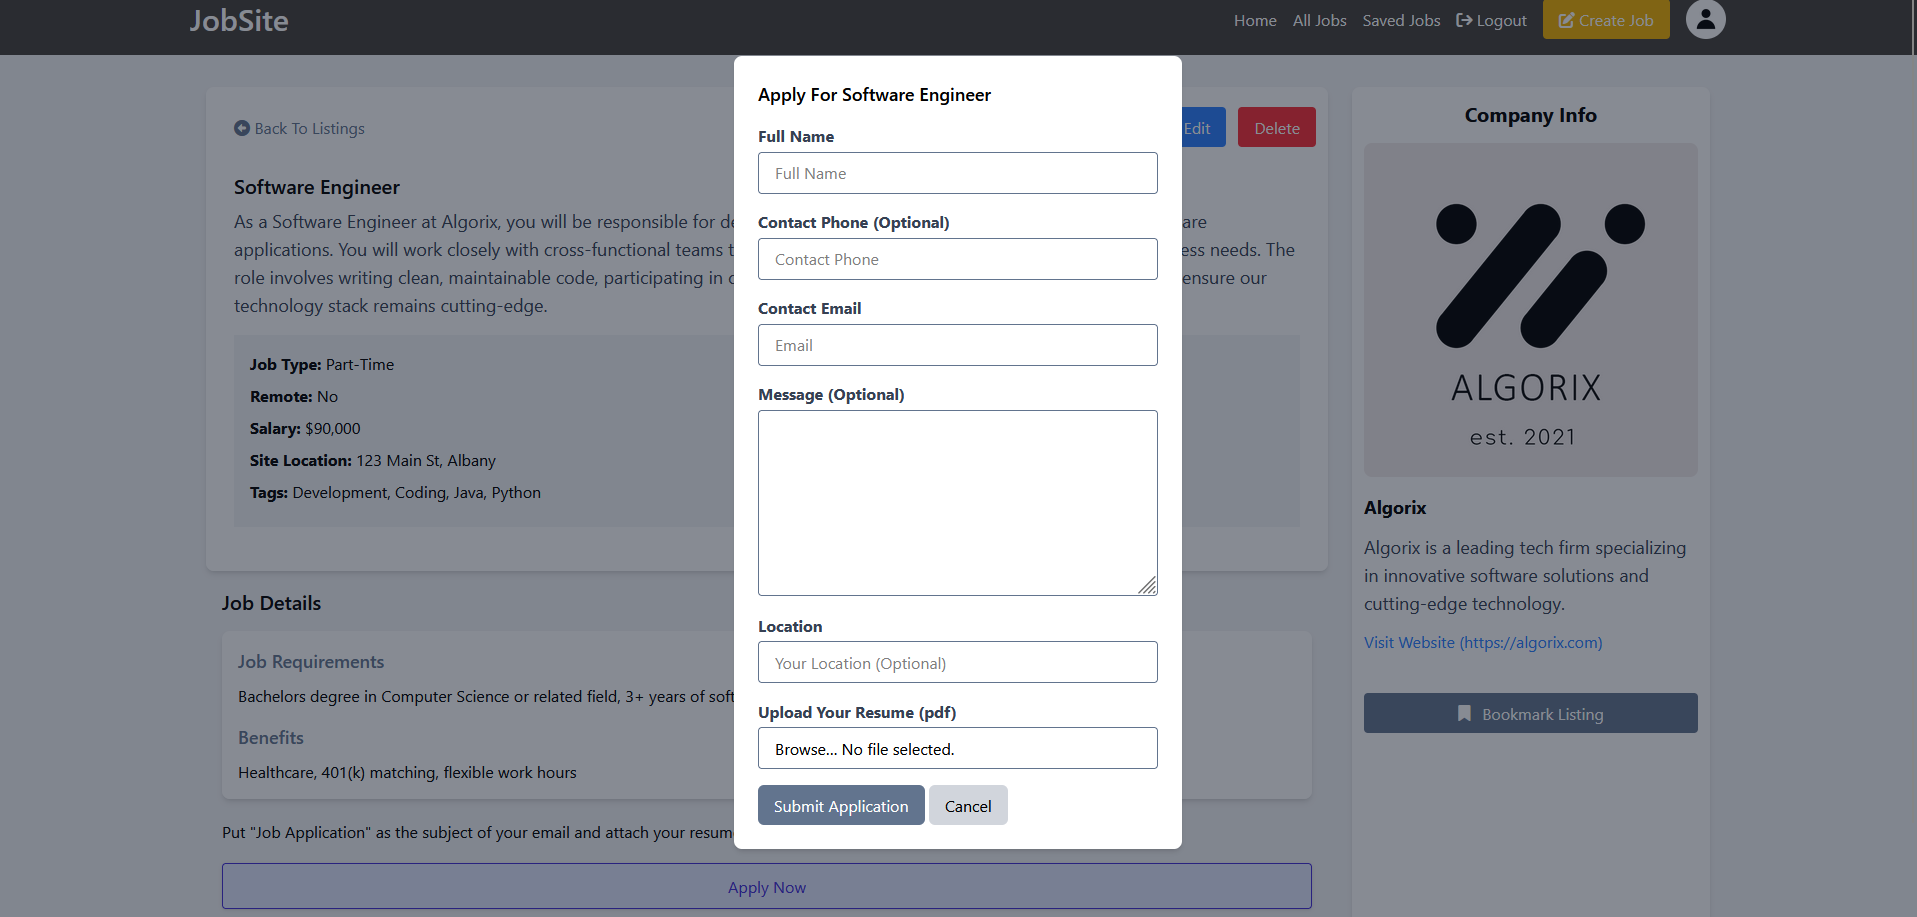 JobSite
Home All Jobs Saved Jobs Logout Create Job
Back To Listings
Edit Delete
Software Engineer
As a Software Engineer at Algorix, you will be responsible for de
are
applications. You will work closely with cross-functional teams t
ess needs. The
role involves writing clean, maintainable code, participating in c
ensure our
technology stack remains cutting-edge.
Job Type: Part-Time
Remote: No
Salary: $90,000
Site Location: 123 Main St, Albany
Tags: Development, Coding, Java, Python
Job Details
Job Requirements
Bachelors degree in Computer Science or related field, 3+ years of soft
Benefits
Healthcare, 401(k) matching, flexible work hours
Put "Job Application" as the subject of your email and attach your resum
Apply Now
Apply For Software Engineer
Full Name
Full Name
Contact Phone (Optional)
Contact Phone
Contact Email
Email
Message (Optional)
Location
Your Location (Optional)
Upload Your Resume (pdf)
Browse... No file selected.
Submit Application Cancel
Company Info
ALGORIX
est. 2021
Algorix
Algorix is a leading tech firm specializing
in innovative software solutions and
cutting-edge technology.
Visit Website (https://algorix.com)
Bookmark Listing